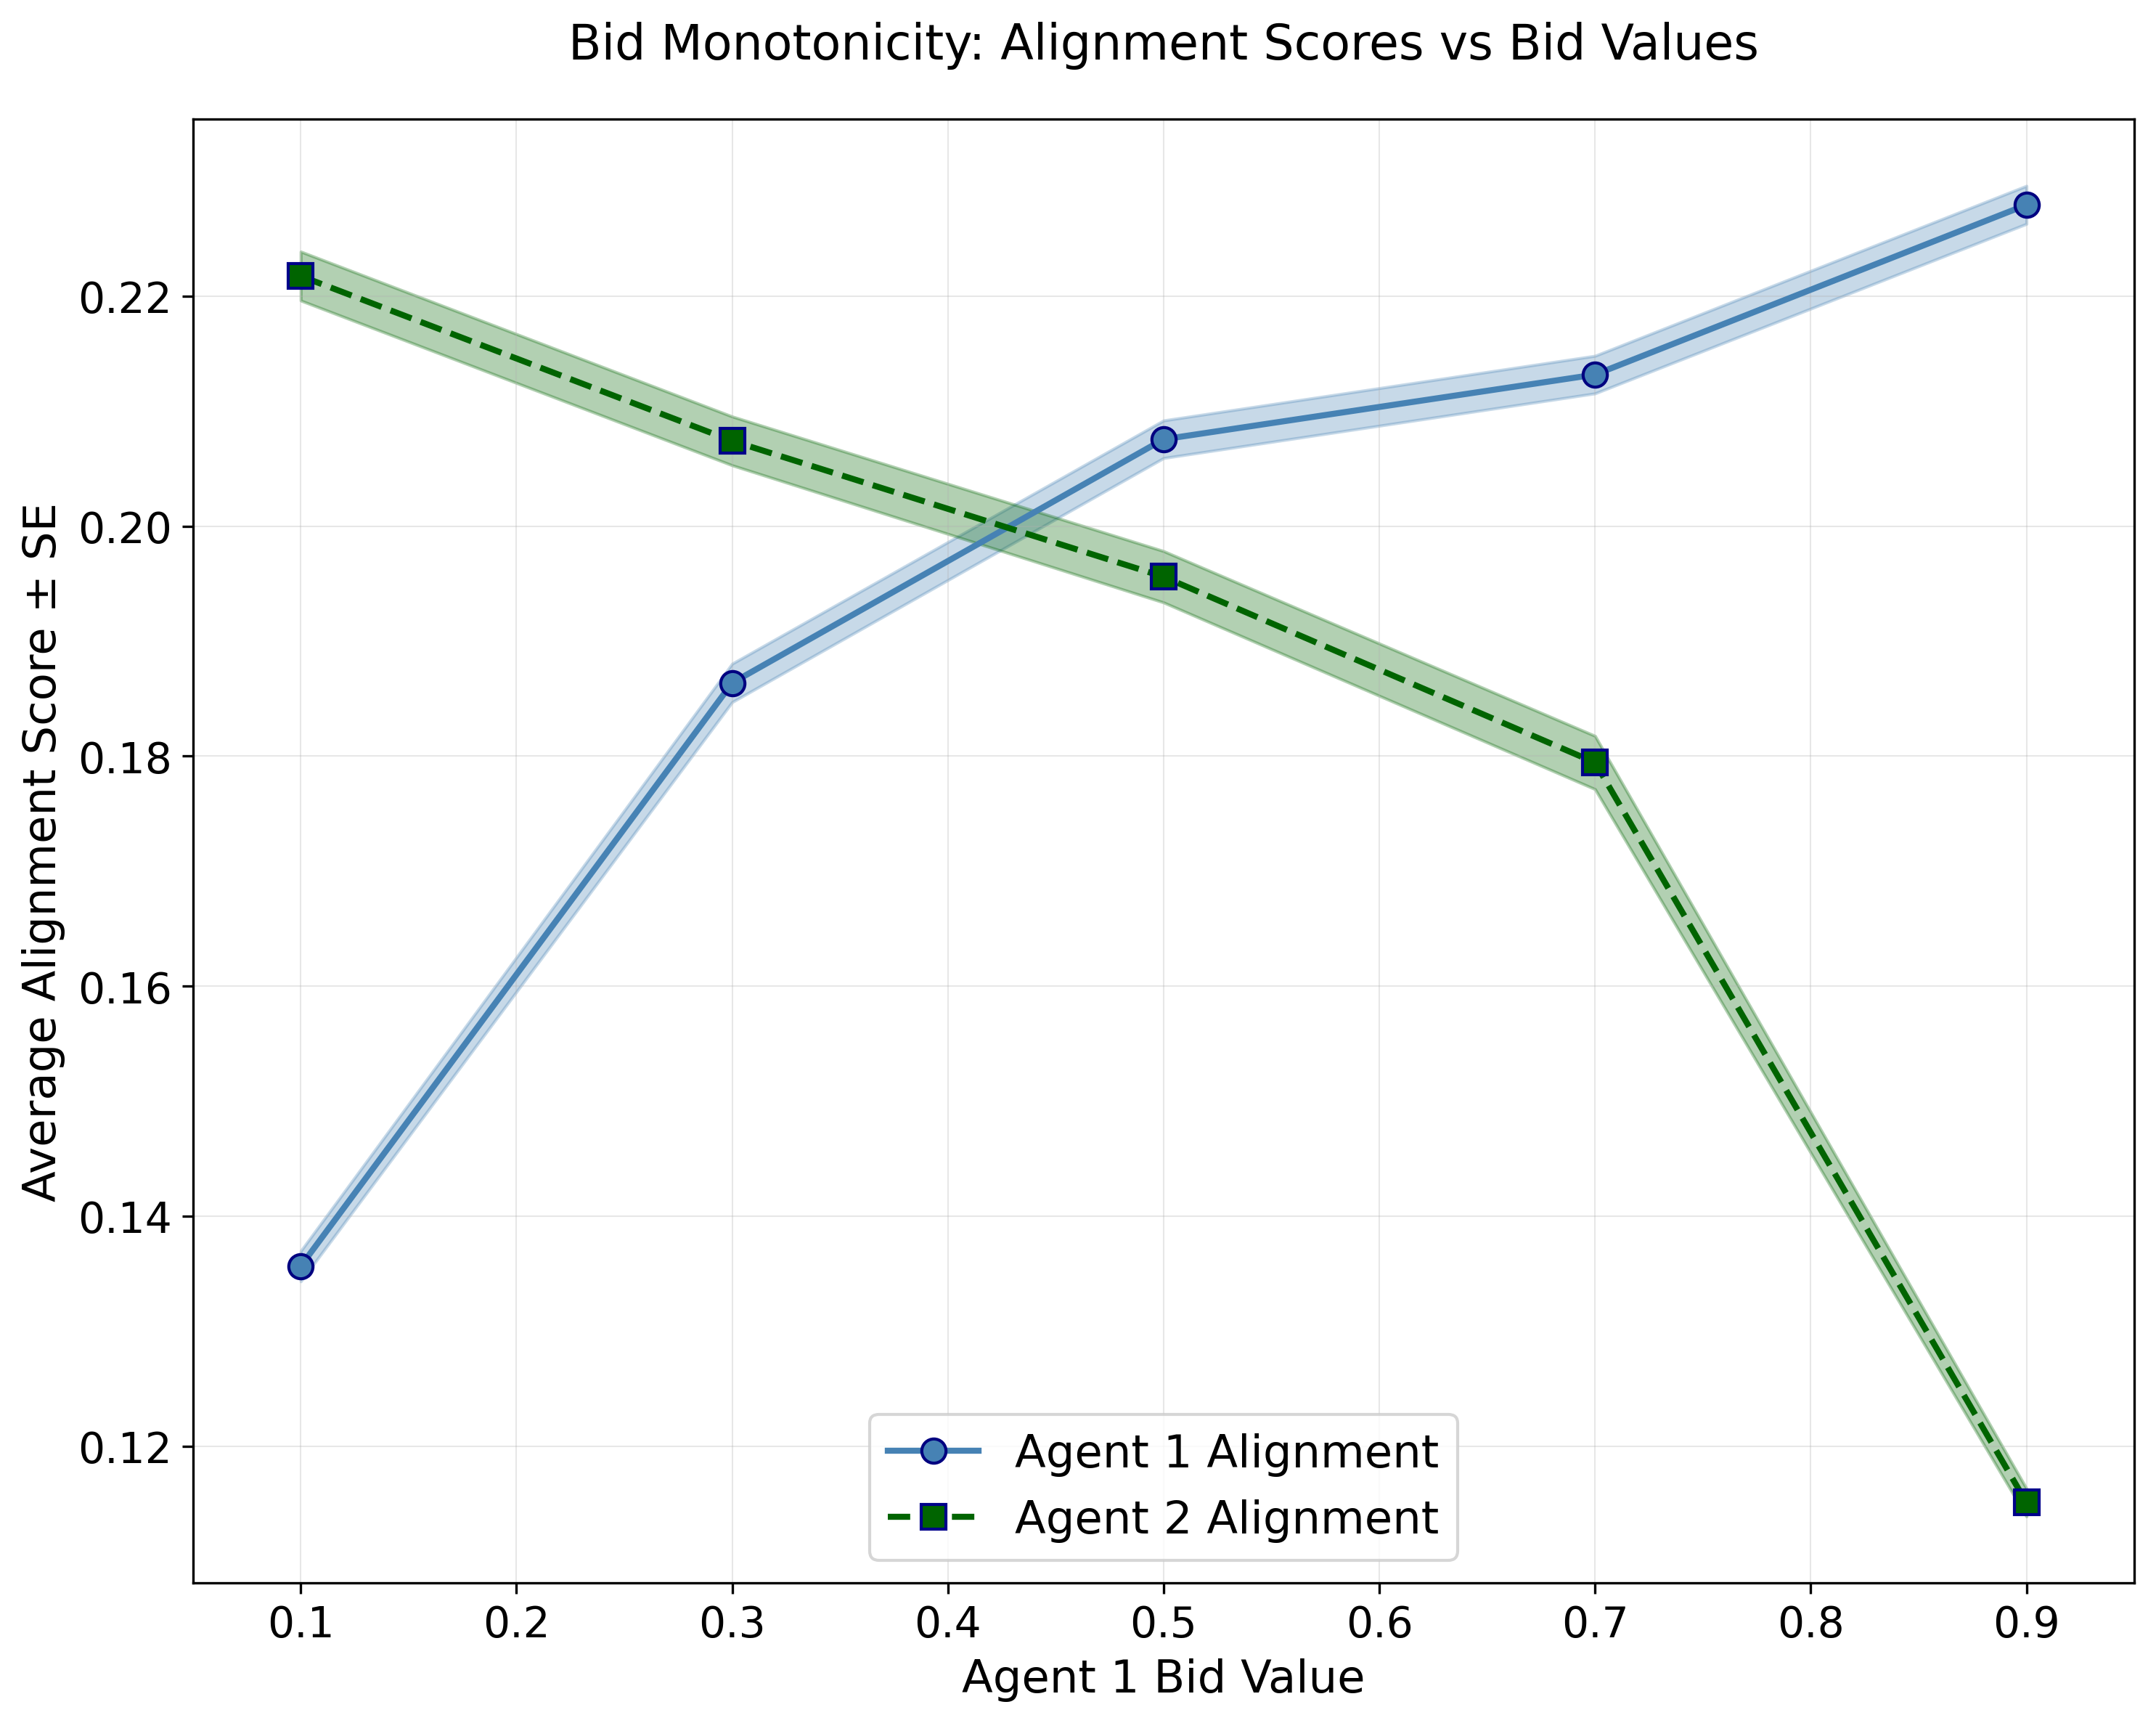 Bid Monotonicity: Alignment Scores vs Bid Values
Average Alignment Score ± SE
0.22
0.20
0.18
0.16
0.14
0.12
Agent 1 Alignment
Agent 2 Alignment
0.1 0.2 0.3 0.4 0.5 0.6 0.7 0.8 0.9
Agent 1 Bid Value